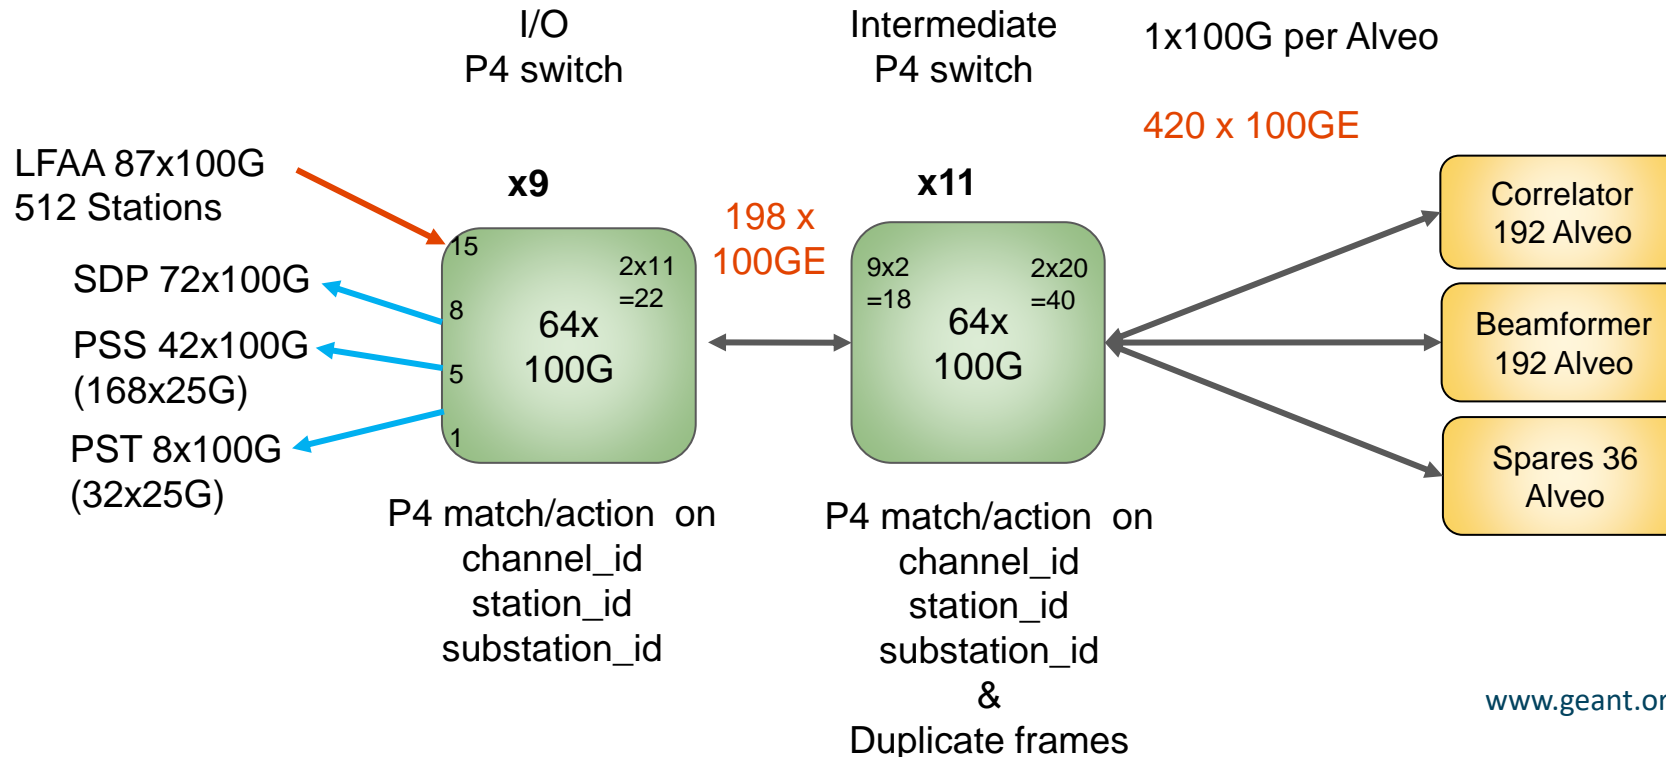 I/O
P4 switch
Intermediate
P4 switch
1x100G per Alveo
420 x 100GE
LFAA 87x100G
512 Stations
SDP 72x100G
PSS 42x100G
(168x25G)
PST 8x100G
(32x25G)
x9
15
8
5
1
2x11
=22
64x
100G
198 x
100GE
x11
9x2
=18
2x20
=40
64x
100G
Correlator
192 Alveo
Beamformer
192 Alveo
Spares 36
Alveo
P4 match/action on
channel_id
station_id
substation_id
P4 match/action on
channel_id
station_id
substation_id
&
Duplicate frames
www.geant.or